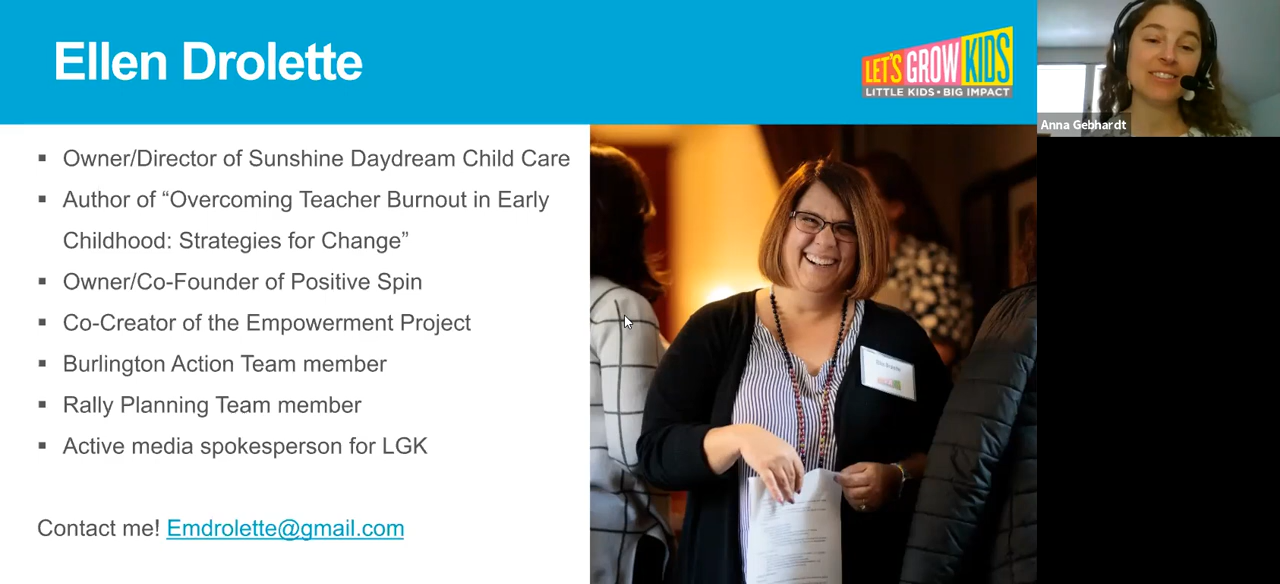 Ellen Drolette
LET'S GROW KIDS
LITTLE KIDS • BIG IMPACT
Anna Gebhardt
▪ Owner/Director of Sunshine Daydream Child Care
▪ Author of “Overcoming Teacher Burnout in Early
Childhood: Strategies for Change”
▪ Owner/Co-Founder of Positive Spin
▪ Co-Creator of the Empowerment Project
▪ Burlington Action Team member
▪ Rally Planning Team member
▪ Active media spokesperson for LGK
Contact me! Emdrolette@gmail.com